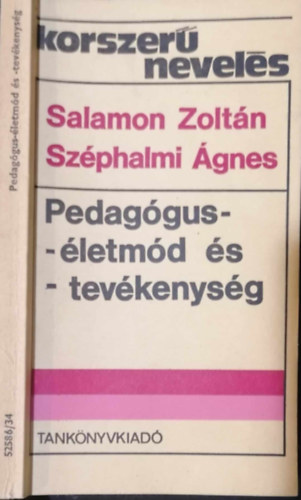 Pedagógus-életmód és -tevékenység
52586/34
korszerű
nevelés
Salamon Zoltán
Széphalmi Ágnes
Pedagógus-
-életmód és
- tevékenység
TANKÖNYVKIADÓ